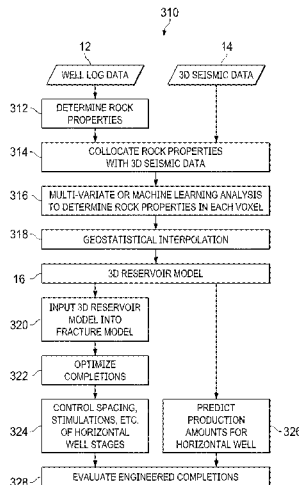 310
12
14
WELL LOG DATA
3D SEISMIC DATA
312
DETERMINE ROCK
PROPERTIES
314
COLLOCATE ROCK PROPERTIES
WITH 3D SEISMIC DATA
316
MULTI-VARIATE OR MACHINE LEARNING ANALYSIS
TO DETERMINE ROCK PROPERTIES IN EACH VOXEL
318
GEOSTATISTICAL INTERPOLATION
3D RESERVOIR MODEL
16
INPUT 3D RESERVOIR
MODEL INTO
FRACTURE MODEL
320
OPTIMIZE
COMPLETIONS
322
CONTROL SPACING,
STIMULATIONS, ETC.
OF HORIZONTAL
WELL STAGES
324
PREDICT
PRODUCTION
AMOUNTS FOR
HORIZONTAL WELL
326
EVALUATE ENGINEERED COMPLETIONS
328